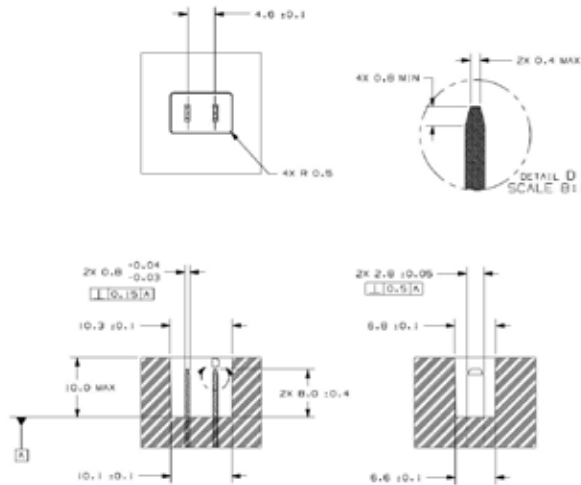 4.6 ±0.1
2X 0.4 MAX
4X 0.8 MIN
4X R 0.5
DETAIL D
SCALE 8:
2X 0.8 -0.04
-0.03
⊥ 0.15 A
10.3 ±0.1
10.0 MAX
2X 8.0 ±0.4
A
10.1 ±0.1
2X 2.8 ±0.05
⊥ 0.5 A
6.8 ±0.1
6.6 ±0.1